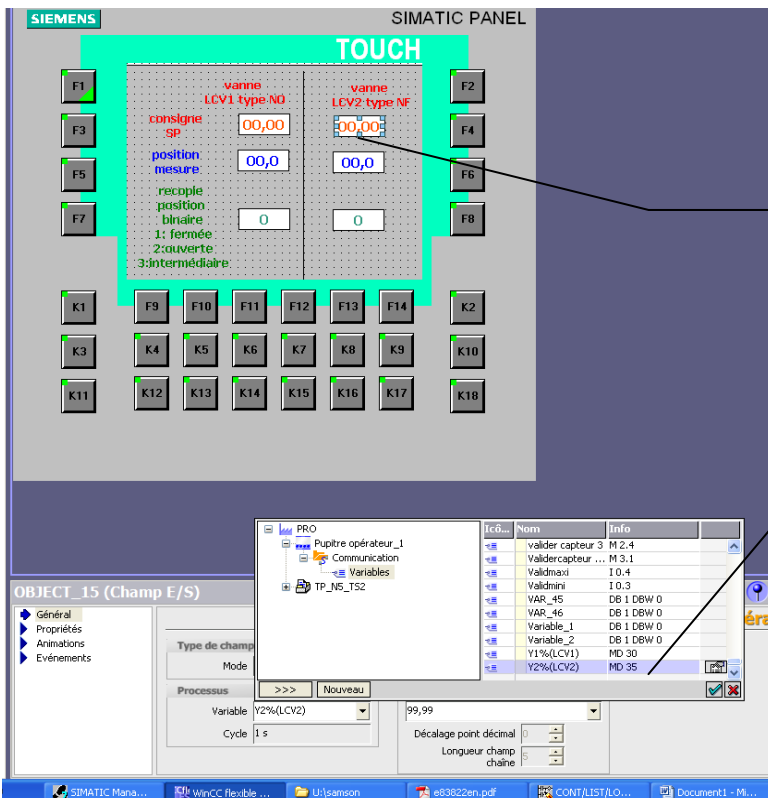 SIEMENS
SIMATIC PANEL
TOUCH
F1
F2
vanne
LCV1 type NO
vanne
LCV2 type NF
F3
F4
consigne
SP
00,00
00,00
F5
F6
position
mesure
00,0
00,0
F7
F8
recople
position
binaire
1: fermée
2:ouverte
3:intermédiaire
0
0
K1
F9
F10
F11
F12
F13
F14
K2
K3
K4
K5
K6
K7
K8
K9
K10
K11
K12
K13
K14
K15
K16
K17
K18
PRO
Pupitre opérateur_1
Communication
Variables
TP_N5_TS2
Icô... Nom Info
valider capteur 3 M 2.4
Validercapteur ... M 3.1
Validmaxi I 0.4
Validmini I 0.3
VAR_45 DB 1 DBW 0
VAR_46 DB 1 DBW 0
Variable_1 DB 1 DBW 0
Variable_2 DB 1 DBW 0
Y1%(LCV1) MD 30
Y2%(LCV2) MD 35
>>> Nouveau
OBJECT_15 (Champ E/S)
Général
Propriétés
Animations
Evénements
Type de champ
Mode
Processus
Variable Y2%(LCV2)
Cycle 1 s
99,99
Décalage point décimal 0
Longueur champ
chaîne 5
éra
SIMATIC Mana...
WinCC flexible ...
U:\samson
e83822en.pdf
CONT/LIST/LO...
Document1 - Mi...